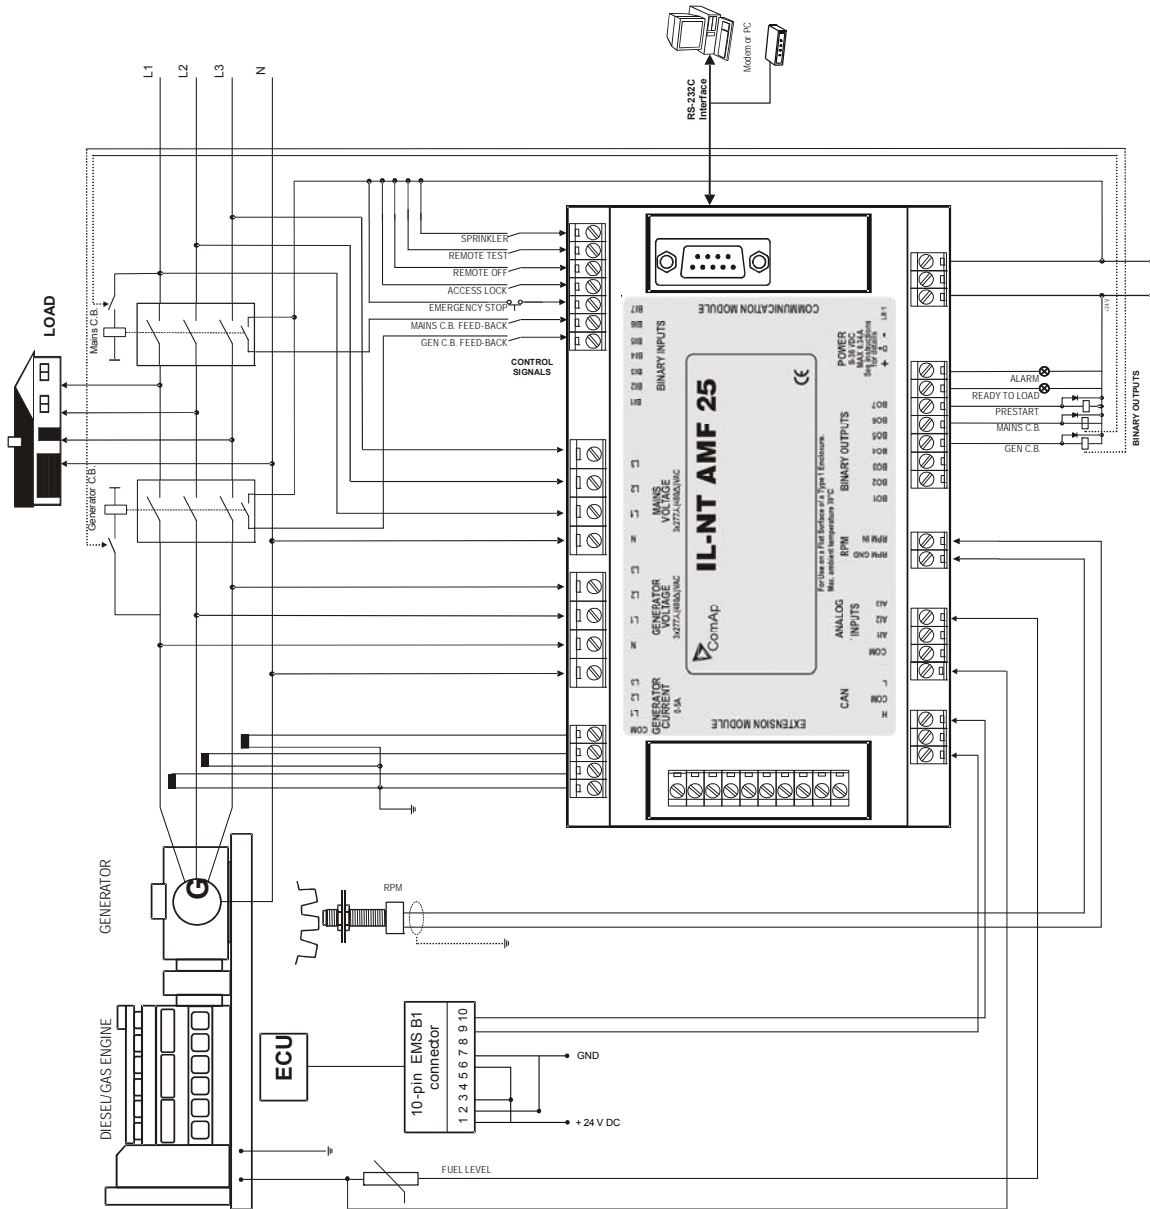 L1
L2
L3
N
Modem or PC
RS-232C
Interface
LOAD
Mains C.B.
Generator C.B.
SPRINKLER
REMOTE TEST
REMOTE OFF
ACCESS LOCK
EMERGENCY STOP
MAINS C.B. FEED-BACK
GEN C.B. FEED-BACK
CONTROL
SIGNALS
COMMUNICATION MODULE
BI7
BI6
BI5
BI4
BI3
BI2
BI1
BINARY INPUTS
L3
L2
L1
N
MAINS
VOLTAGE
L3
L2
L1
N
GENERATOR
VOLTAGE
L3
L2
L1
COM
GENERATOR
CURRENT
0-5A
IL-NT AMF 25
ComAp
CE
For Use on a Flat Surface of a Type 1 Enclosure.
Max. ambient temperature 70°C
POWER
8-36 VDC
MAX 0.34A
See instructions
for details
+ D+ -
BO7
BO6
BO5
BO4
BO3
BO2
BO1
BINARY OUTPUTS
RPM IN
RPM GND
RPM
AI3
AI2
AI1
COM
ANALOG
INPUTS
L
COM
H
CAN
EXTENSION MODULE
+24 V
ALARM
READY TO LOAD
PRESTART
MAINS C.B.
GEN C.B.
BINARY OUTPUTS
GENERATOR
G
RPM
DIESEL/GAS ENGINE
ECU
10-pin EMS B1
connector
1 2 3 4 5 6 7 8 9 10
GND
+ 24 V DC
FUEL LEVEL